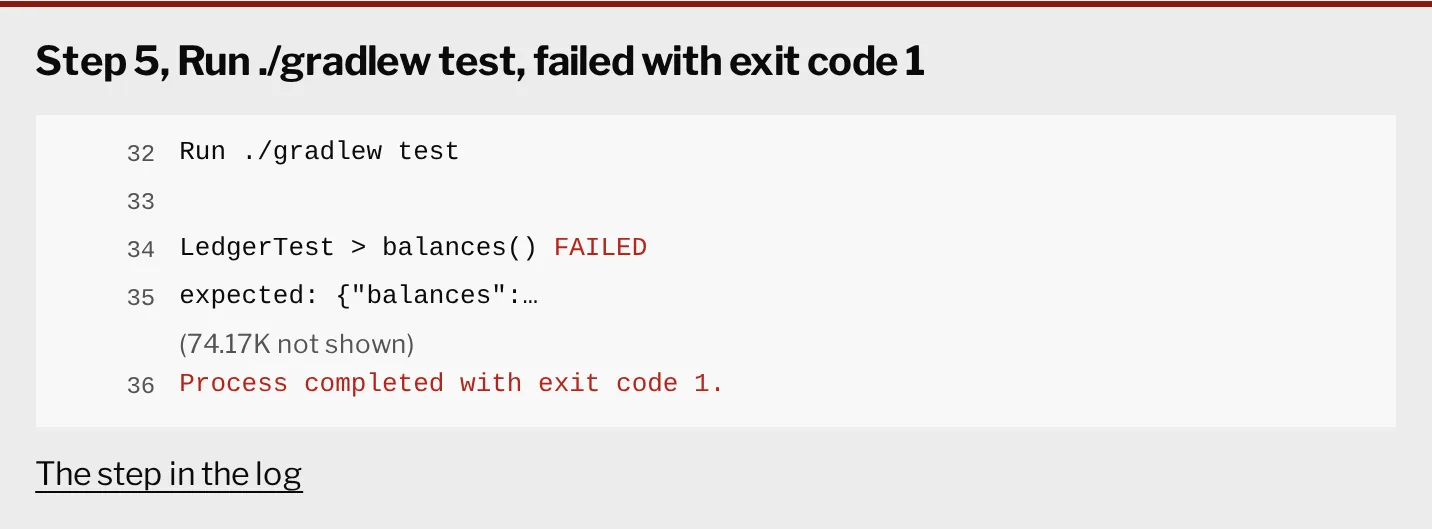 Step 5, Run ./gradlew test, failed with exit code 1
32 Run ./gradlew test
33
34 LedgerTest > balances() FAILED
35 expected: {"balances":…
(74.17K not shown)
36 Process completed with exit code 1.
The step in the log